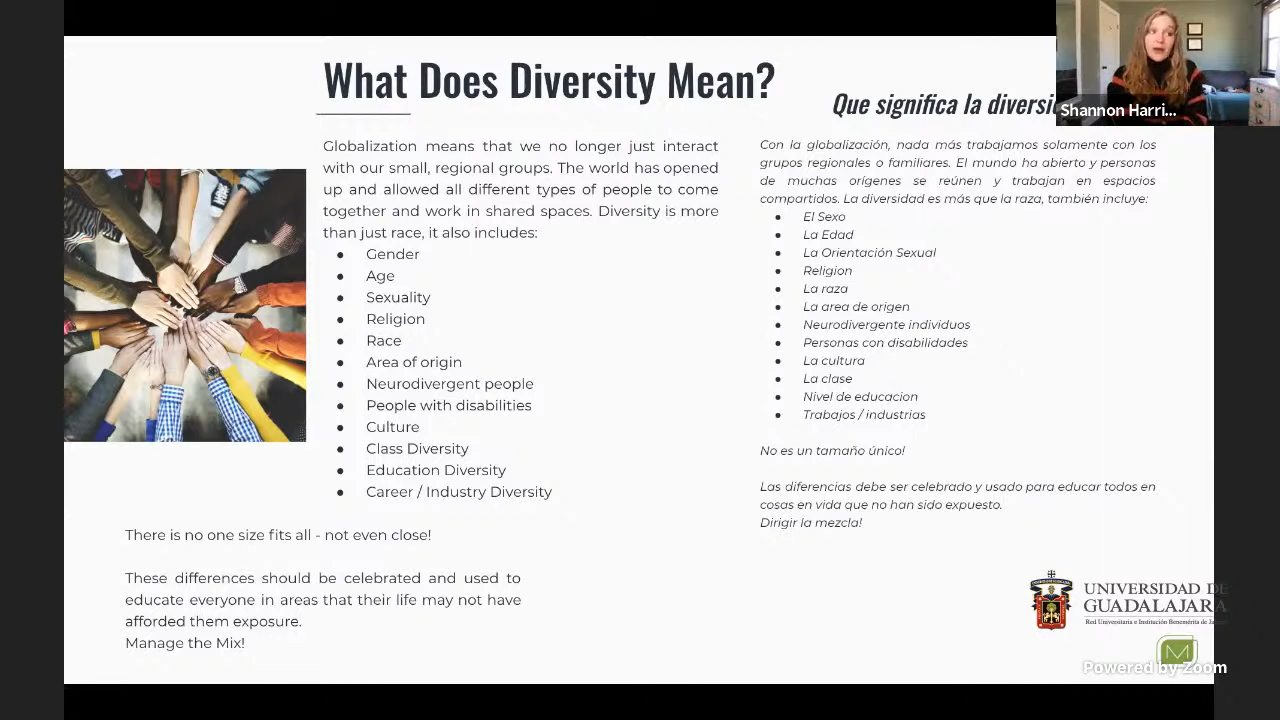 What Does Diversity Mean?
Globalization means that we no longer just interact
with our small, regional groups. The world has opened
up and allowed all different types of people to come
together and work in shared spaces. Diversity is more
than just race, it also includes:
● Gender
● Age
● Sexuality
● Religion
● Race
● Area of origin
● Neurodivergent people
● People with disabilities
● Culture
● Class Diversity
● Education Diversity
● Career / Industry Diversity
There is no one size fits all - not even close!
These differences should be celebrated and used to
educate everyone in areas that their life may not have
afforded them exposure.
Manage the Mix!
Que significa la
Con la globalización, nada más trabajamos solamente con los
grupos regionales o familiares. El mundo ha abierto y personas
de muchas orígenes se reúnen y trabajan en espacios
compartidos. La diversidad es más que la raza, también incluye:
● El Sexo
● La Edad
● La Orientación Sexual
● Religion
● La raza
● La area de origen
● Neurodivergente individuos
● Personas con disabilidades
● La cultura
● La clase
● Nivel de educacion
● Trabajos / industrias
No es un tamaño único!
Las diferencias debe ser celebrado y usado para educar todos en
cosas en vida que no han sido expuesto.
Dirigir la mezcla!
Shannon Harri...
UNIVERSIDAD DE
GUADALAJARA
Red Universitaria e Institución Benemérita de
Powered by Zoom